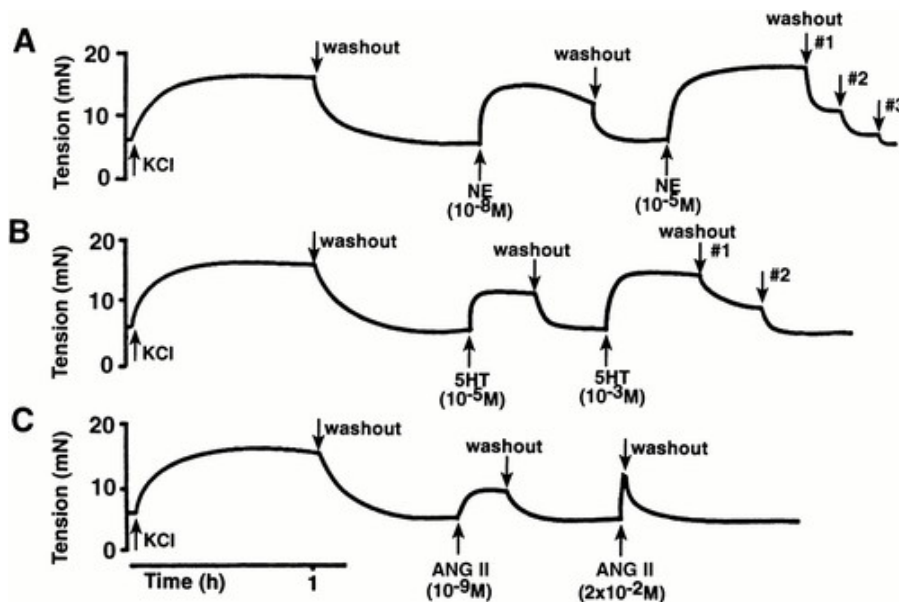 A
Tension (mN)
20
10
0
KCl
washout
NE
(10-8M)
washout
NE
(10-5M)
washout
#1
#2
#3
B
Tension (mN)
20
10
0
KCl
washout
5HT
(10-5M)
washout
5HT
(10-3M)
washout
#1
#2
C
Tension (mN)
20
10
0
KCl
washout
ANG II
(10-9M)
washout
ANG II
(2x10-2M)
washout
Time (h)
1